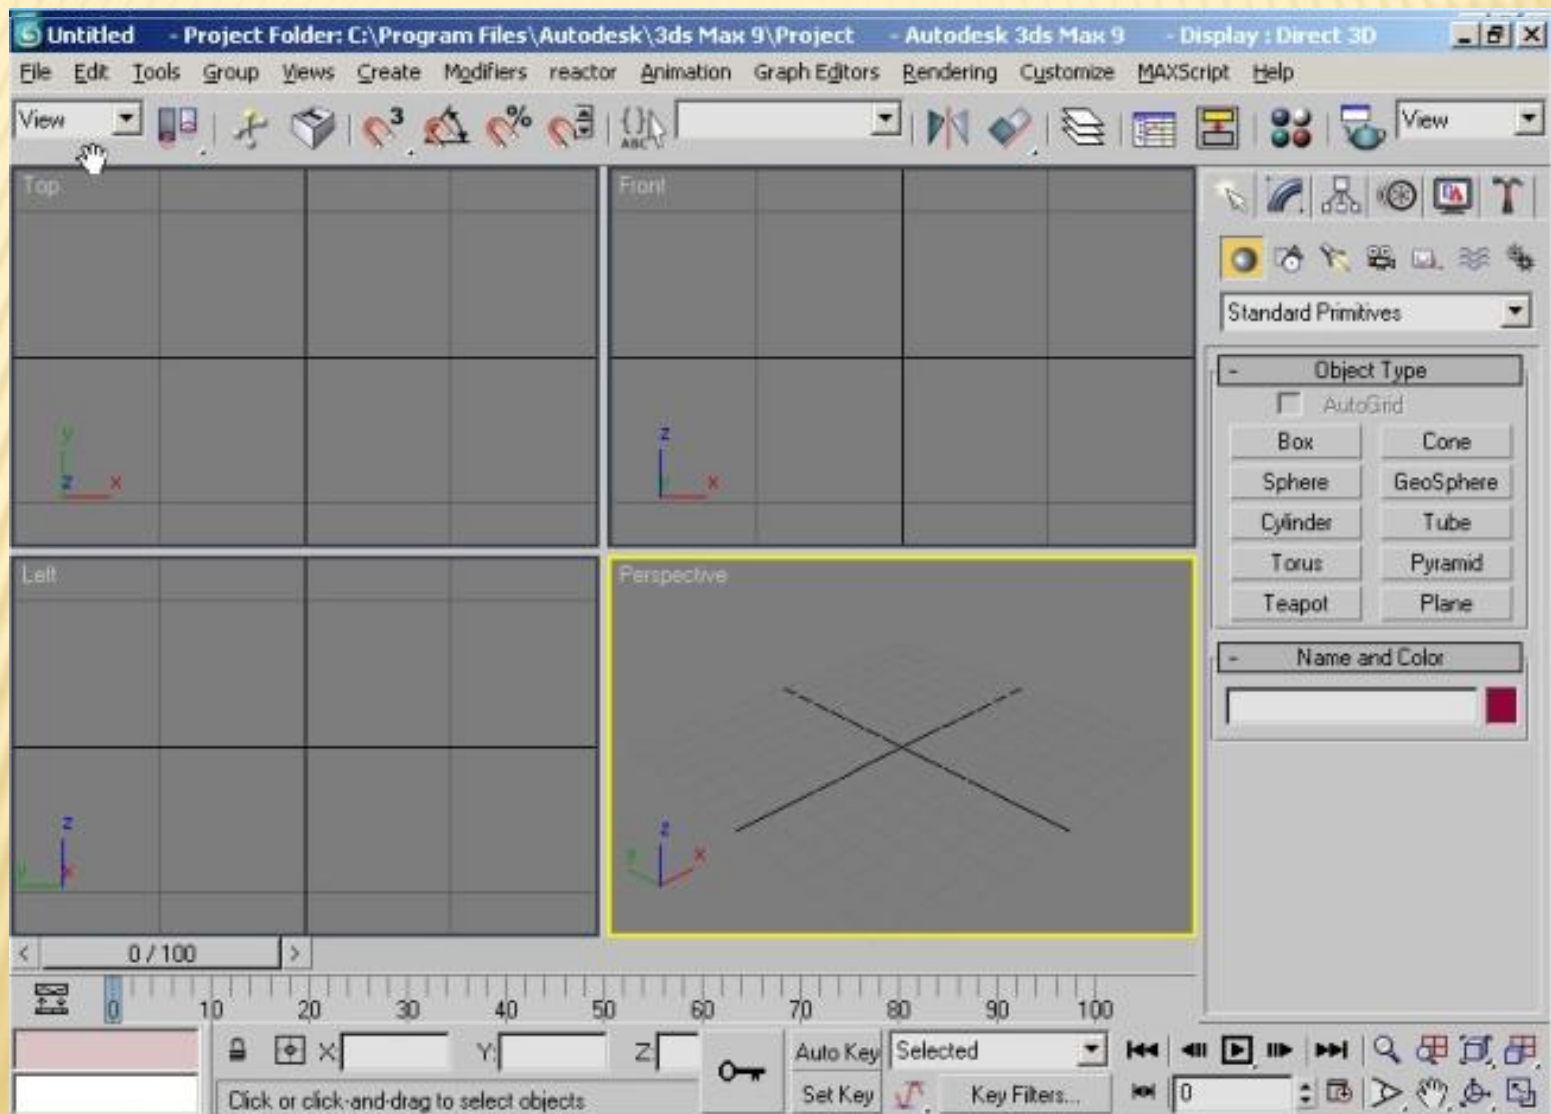 Untitled - Project Folder: C:\Program Files\Autodesk\3ds Max 9\Project - Autodesk 3ds Max 9 - Display : Direct 3D
File Edit Tools Group Views Create Modifiers reactor Animation Graph Editors Rendering Customize MAXScript Help
View 3 % {} ABC View
Top
Front
y
z x
z
x
Standard Primitives
- Object Type
AutoGrid
Box Cone
Sphere GeoSphere
Cylinder Tube
Torus Pyramid
Teapot Plane
- Name and Color
Left
Perspective
z
y x
z
y x
< 0 / 100 >
0 10 20 30 40 50 60 70 80 90 100
X: Y: Z: Auto Key Selected
Click or click-and-drag to select objects Set Key Key Filters... 0